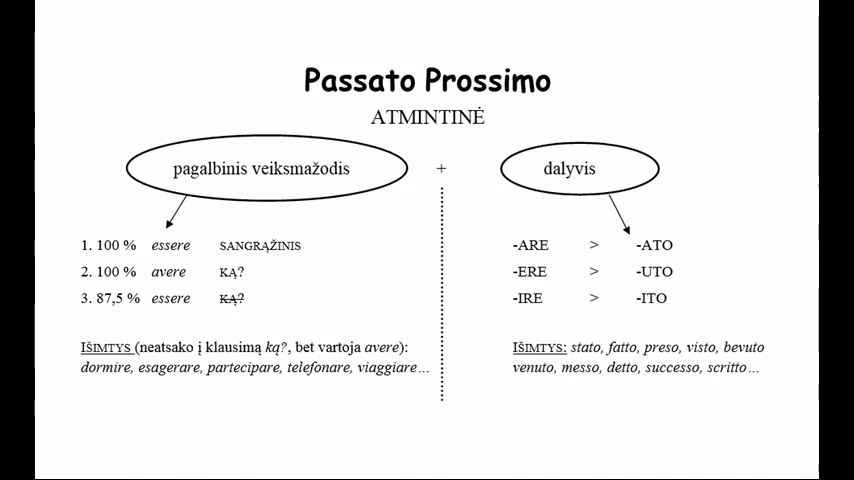 Passato Prossimo
ATMINTINĖ
pagalbinis veiksmažodis + dalyvis
1. 100 % essere SANGRĄŽINIS
2. 100 % avere KĄ?
3. 87,5 % essere KĄ?
IŠIMTYS (neatsako į klausimą ką?, bet vartoja avere):
dormire, esagerare, partecipare, telefonare, viaggiare…
-ARE > -ATO
-ERE > -UTO
-IRE > -ITO
IŠIMTYS: stato, fatto, preso, visto, bevuto
venuto, messo, detto, successo, scritto…